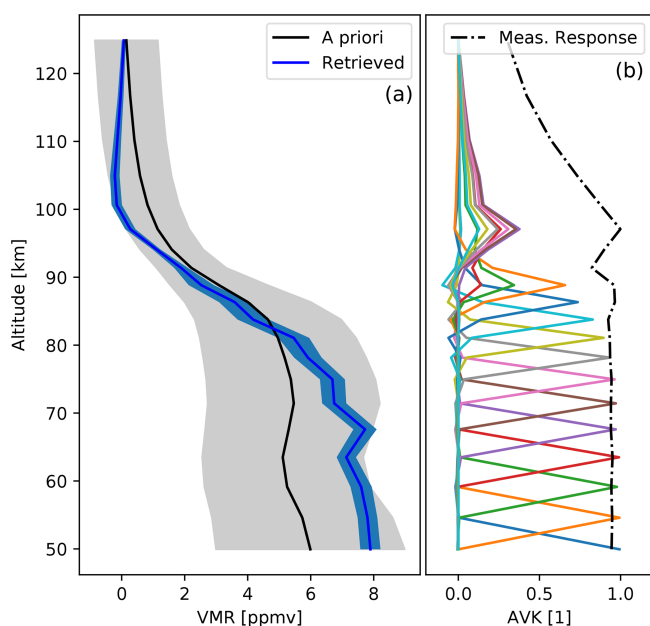 A priori
Retrieved
(a)
Meas. Response
(b)
120
110
100
90
80
70
60
50
Altitude [km]
0
2
4
6
8
VMR [ppmv]
0.0
0.5
1.0
AVK [1]